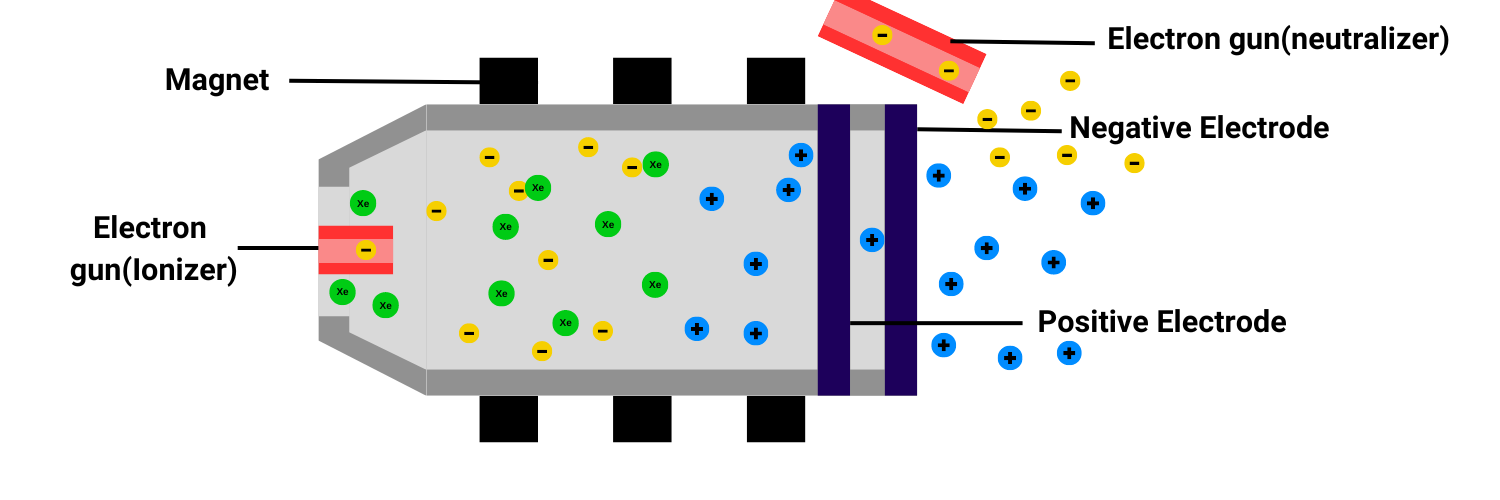 Electron gun(neutralizer)
Magnet
Negative Electrode
Xe
Xe
Xe
Electron
gun(Ionizer)
Xe
Xe
Xe
Xe
Xe
Xe
Xe
Positive Electrode